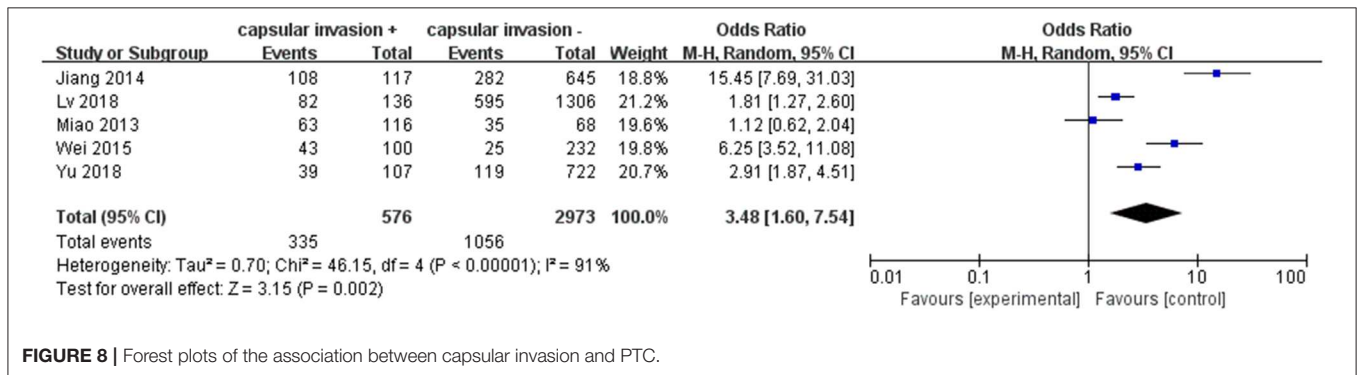 capsular invasion + capsular invasion - Odds Ratio Odds Ratio
Study or Subgroup Events Total Events Total Weight M-H, Random, 95% CI M-H, Random, 95% CI
Jiang 2014 108 117 282 645 18.8% 15.45 [7.69, 31.03]
Lv 2018 82 136 595 1306 21.2% 1.81 [1.27, 2.60]
Miao 2013 63 116 35 68 19.6% 1.12 [0.62, 2.04]
Wei 2015 43 100 25 232 19.8% 6.25 [3.52, 11.08]
Yu 2018 39 107 119 722 20.7% 2.91 [1.87, 4.51]
Total (95% CI) 576 2973 100.0% 3.48 [1.60, 7.54]
Total events 335 1056
Heterogeneity: Tau² = 0.70; Chi² = 46.15, df = 4 (P < 0.00001); I² = 91%
Test for overall effect: Z = 3.15 (P = 0.002)
0.01 0.1 1 10 100
Favours [experimental] Favours [control]
FIGURE 8 | Forest plots of the association between capsular invasion and PTC.